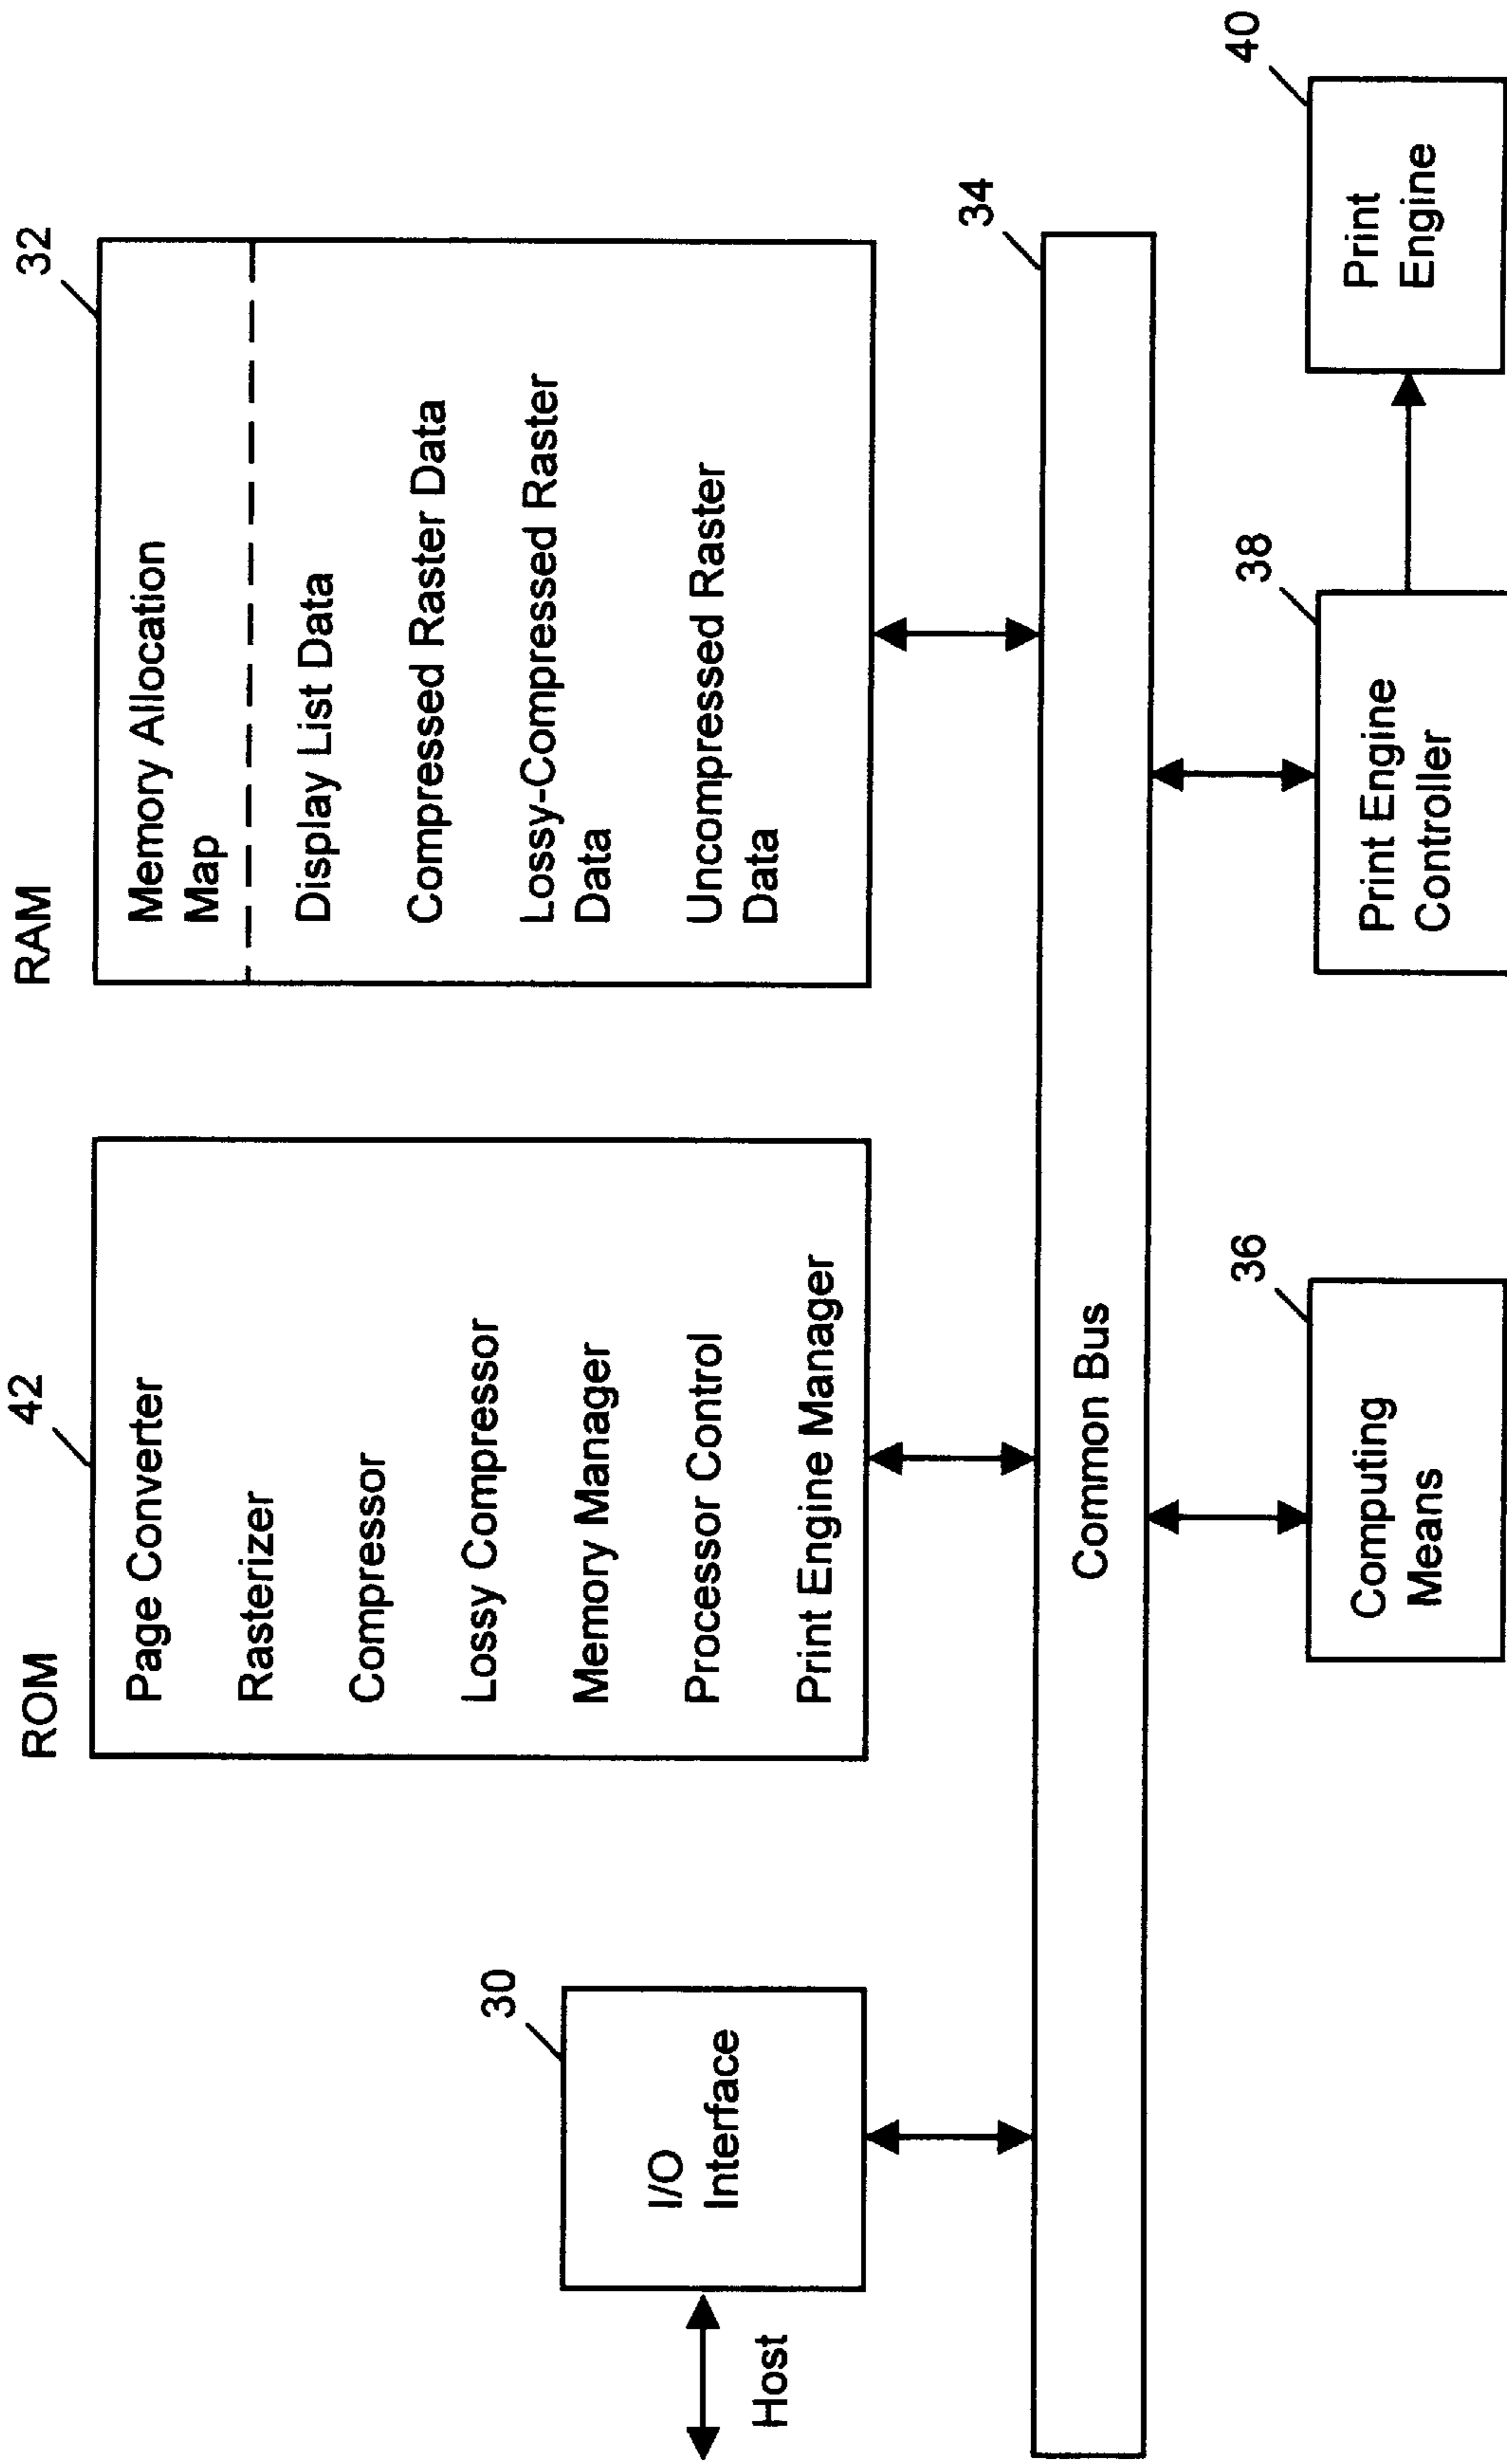 ROM
42
Page Converter
Rasterizer
Compressor
Lossy Compressor
Memory Manager
Processor Control
Print Engine Manager
RAM
32
Memory Allocation
Map
Display List Data
Compressed Raster Data
Lossy-Compressed Raster
Data
Uncompressed Raster
Data
30
I/O
Interface
Host
34
Common Bus
36
Computing
Means
38
Print Engine
Controller
40
Print
Engine